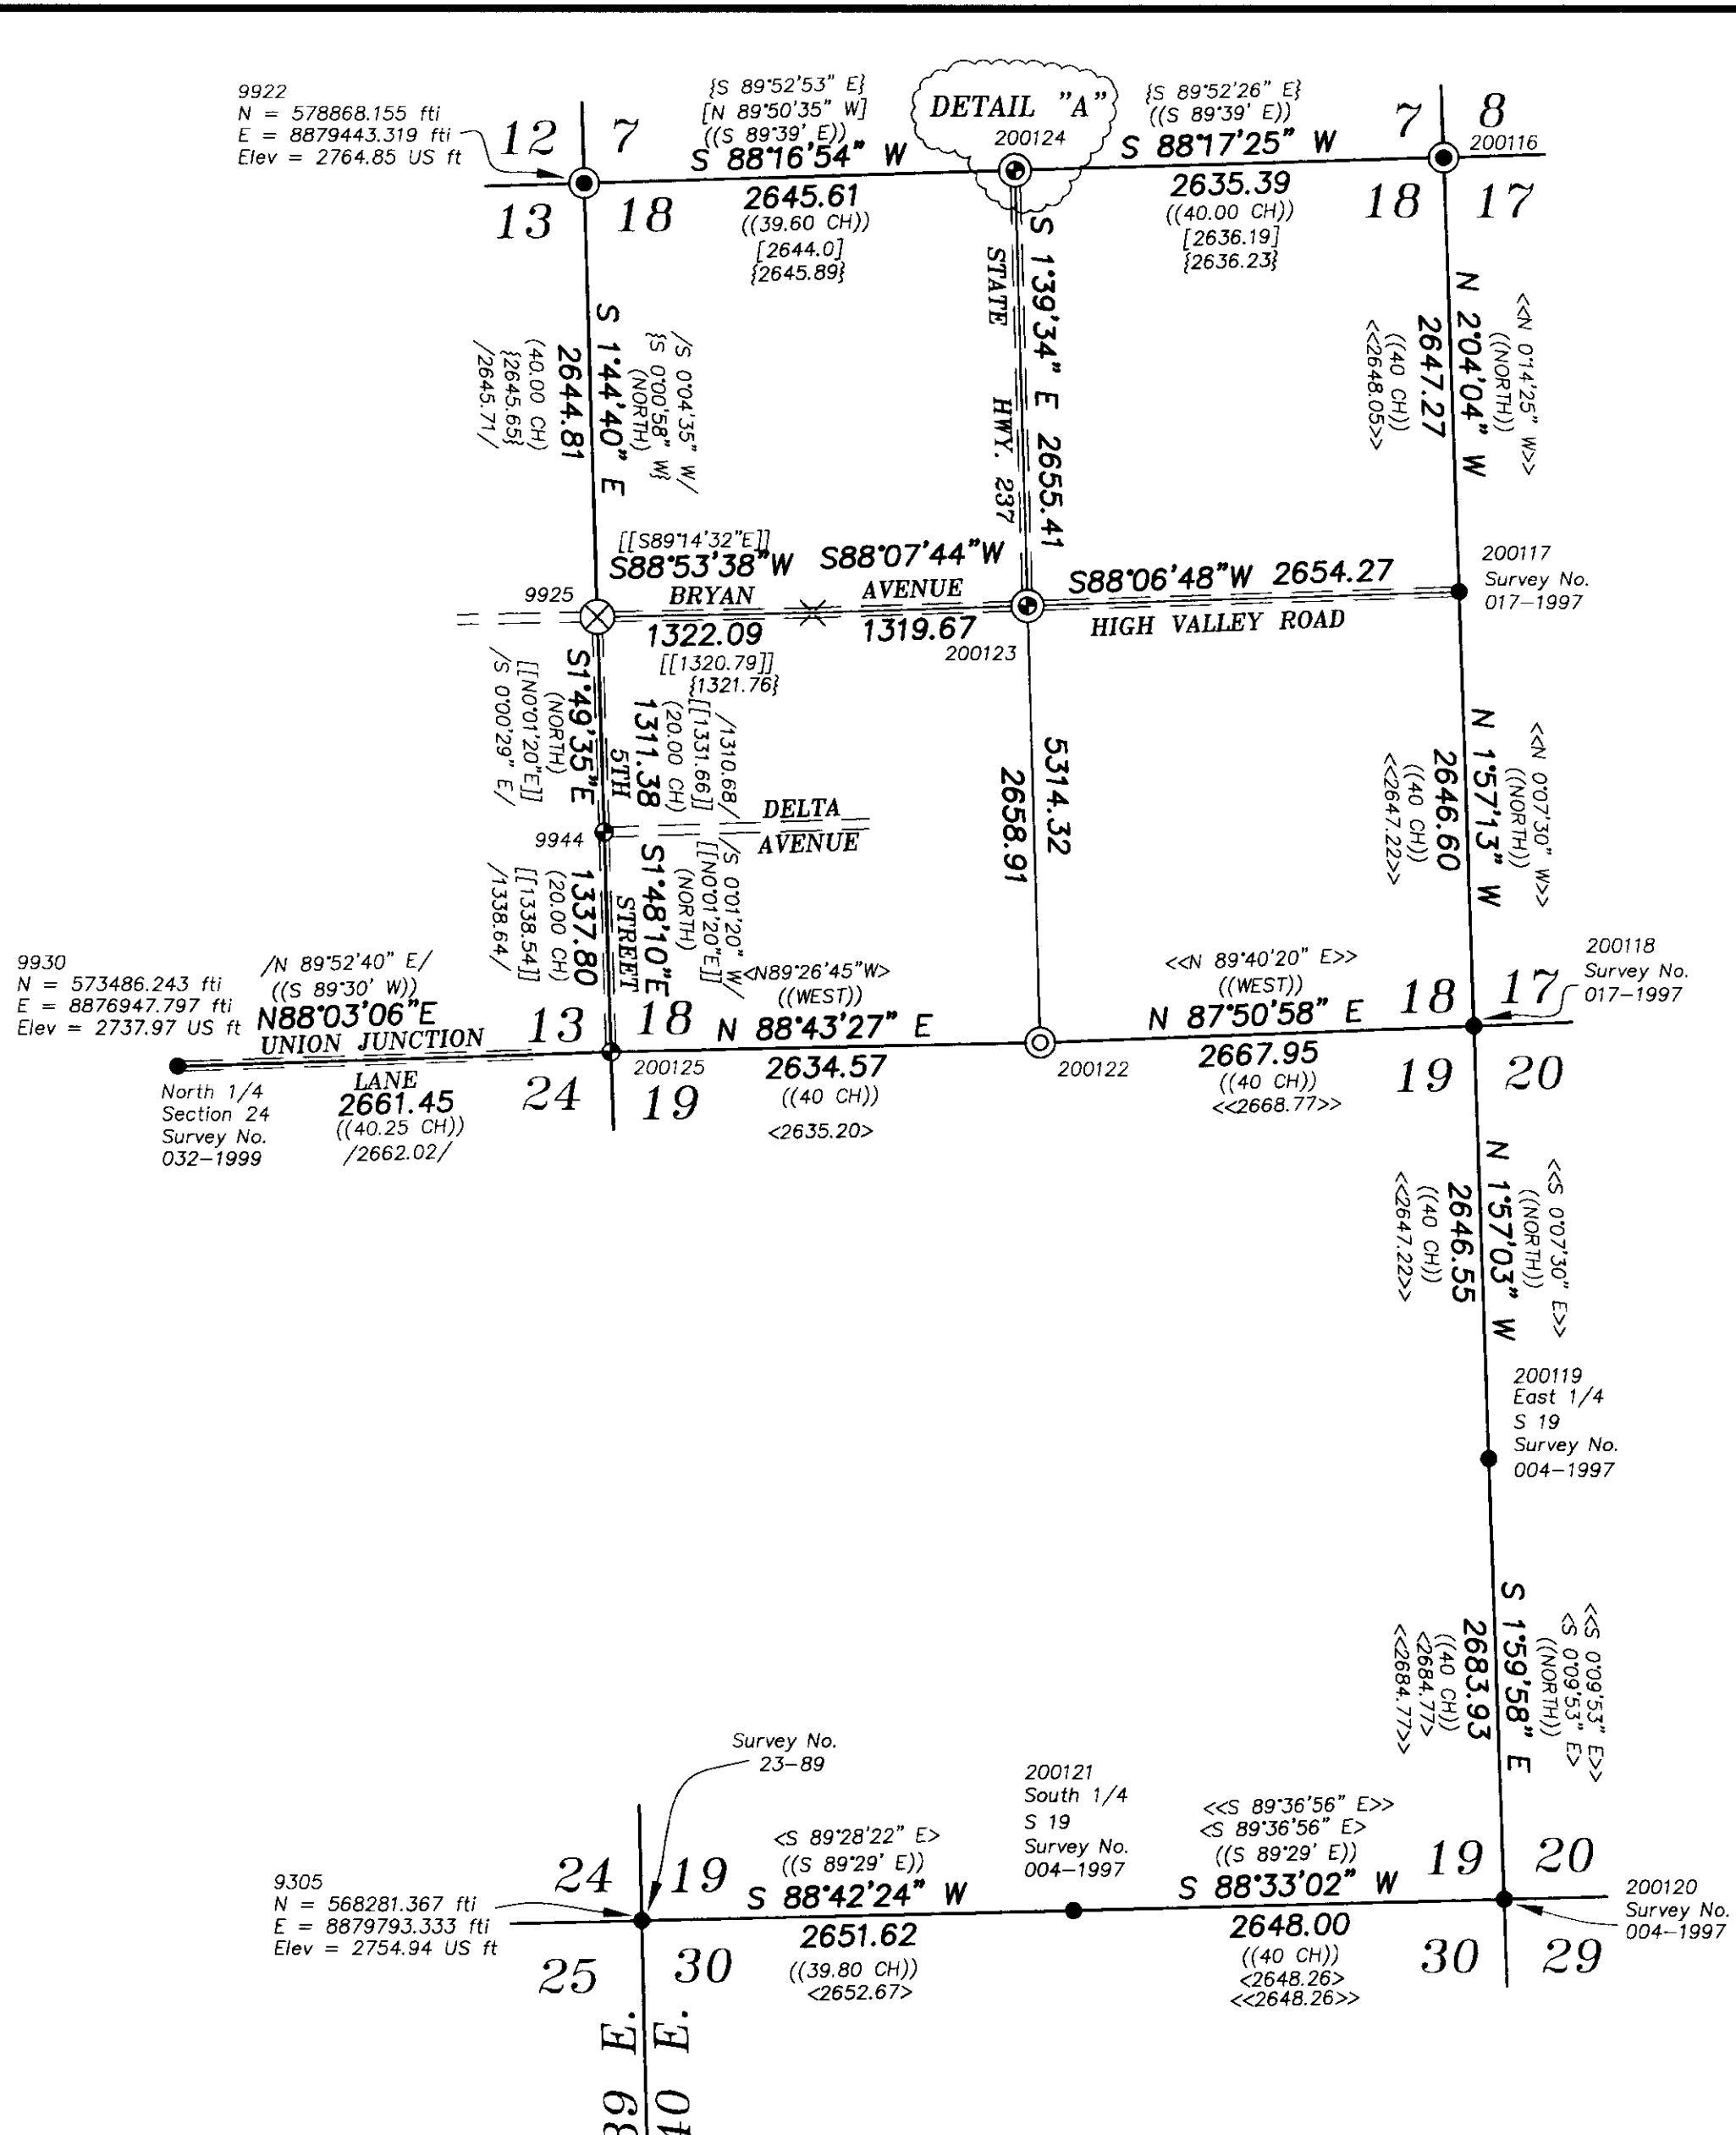 9922
N = 578868.155 fti
E = 8879443.319 fti
Elev = 2764.85 US ft
12
7
13
18
{S 89°52'53" E}
[N 89°50'35" W]
((S 89°39' E))
S 88°16'54" W
2645.61
((39.60 CH))
[2644.0]
{2645.89}
DETAIL "A"
200124
{S 89°52'26" E}
((S 89°39' E))
S 88°17'25" W
2635.39
((40.00 CH))
[2636.19]
{2636.23}
7
8
200116
18
17
/S 0°04'35" W/
{S 0°00'58" W}
(NORTH)
S 1°44'40" E
2644.81
(40.00 CH)
{2645.65}
/2645.71/
S 1°39'34" E 2655.41
STATE HWY. 237
<<N 0°14'25" W>>
((NORTH))
N 2°04'04" W
2647.27
((40 CH))
<<2648.05>>
[[S89°14'32"E]]
S88°53'38"W
S88°07'44"W
S88°06'48"W 2654.27
9925
BRYAN AVENUE
1322.09
1319.67
[[1320.79]]
{1321.76}
200123
HIGH VALLEY ROAD
200117
Survey No.
017-1997
S1°49'35"E
(NORTH)
[[N0°01'20"E]]
/S 0°00'29" E/
/1310.68/
[[1331.66]]
(20.00 CH)
1311.38
5TH
STREET
DELTA
AVENUE
9944
/S 0°01'20" W/
[[N0°01'20"E]]
(NORTH)
S1°48'10"E
1337.80
(20.00 CH)
[[1338.54]]
/1338.64/
5314.32
2658.91
<<N 0°07'30" W>>
((NORTH))
N 1°57'13" W
2646.60
((40 CH))
<<2647.22>>
9930
N = 573486.243 fti
E = 8876947.797 fti
Elev = 2737.97 US ft
/N 89°52'40" E/
((S 89°30' W))
N88°03'06"E
UNION JUNCTION
LANE
2661.45
((40.25 CH))
/2662.02/
North 1/4
Section 24
Survey No.
032-1999
13
18
24
19
200125
<N89°26'45"W>
((WEST))
N 88°43'27" E
2634.57
((40 CH))
<2635.20>
200122
<<N 89°40'20" E>>
((WEST))
N 87°50'58" E
2667.95
((40 CH))
<<2668.77>>
18
17
19
20
200118
Survey No.
017-1997
<<S 0°07'30" E>>
((NORTH))
N 1°57'03" W
2646.55
((40 CH))
<<2647.22>>
200119
East 1/4
S 19
Survey No.
004-1997
<<S 0°09'53" E>>
<S 0°09'53" E>
((NORTH))
S 1°59'58" E
2683.93
((40 CH))
<2684.77>
<<2684.77>>
Survey No.
23-89
200121
South 1/4
S 19
Survey No.
004-1997
9305
N = 568281.367 fti
E = 8879793.333 fti
Elev = 2754.94 US ft
24
19
25
30
<S 89°28'22" E>
((S 89°29' E))
S 88°42'24" W
2651.62
((39.80 CH))
<2652.67>
<<S 89°36'56" E>>
<S 89°36'56" E>
((S 89°29' E))
S 88°33'02" W
2648.00
((40 CH))
<2648.26>
<<2648.26>>
19
20
30
29
200120
Survey No.
004-1997
39 E.
40 E.